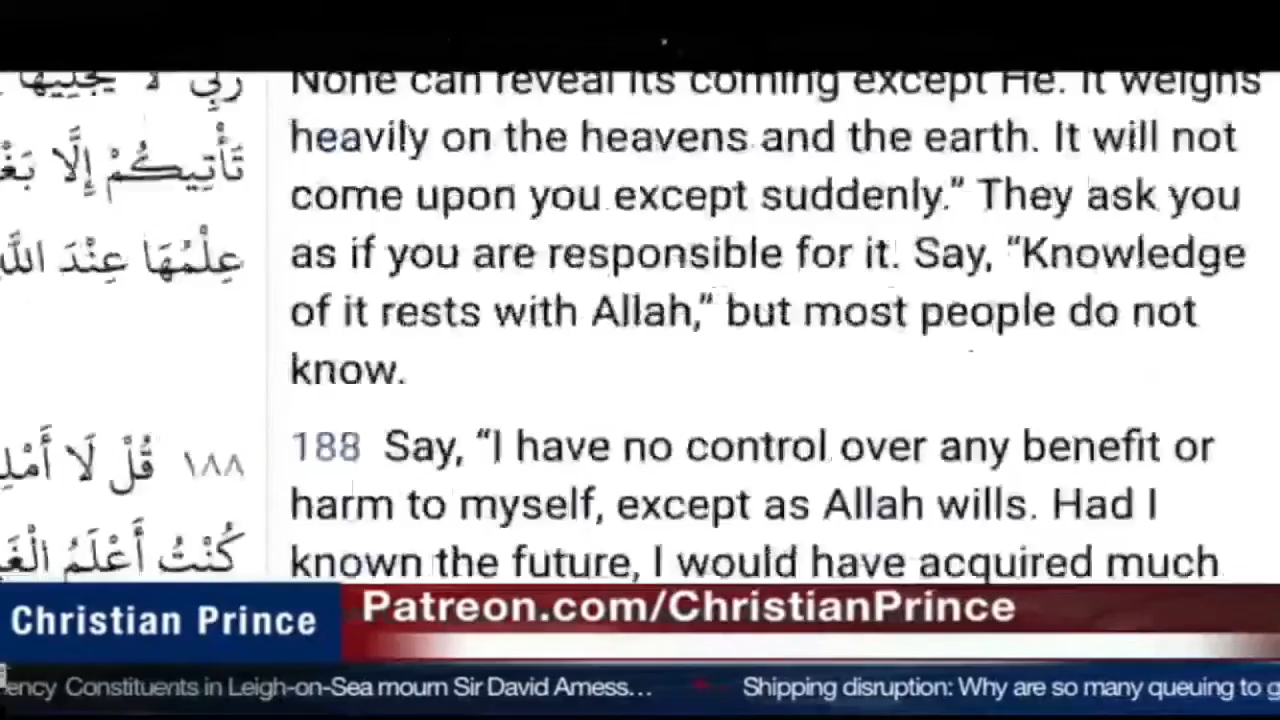 رَبِّي لَا يُجَلِّيهَا
None can reveal its coming except He. It weighs
heavily on the heavens and the earth. It will not
تَأْتِيكُمْ إِلَّا
come upon you except suddenly.” They ask you
as if you are responsible for it. Say, “Knowledge
عِلْمُهَا عِنْدَ اللَّ
of it rests with Allah,” but most people do not
know.
١٨٨ قُلْ لَا
188 Say, “I have no control over any benefit or
harm to myself, except as Allah wills. Had I
كُنْتُ أَعْلَمُ
known the future, I would have acquired much
Christian Prince
Patreon.com/ChristianPrince
ency Constituents in Leigh-on-Sea mourn Sir David Amess... Shipping disruption: Why are so many queuing to g